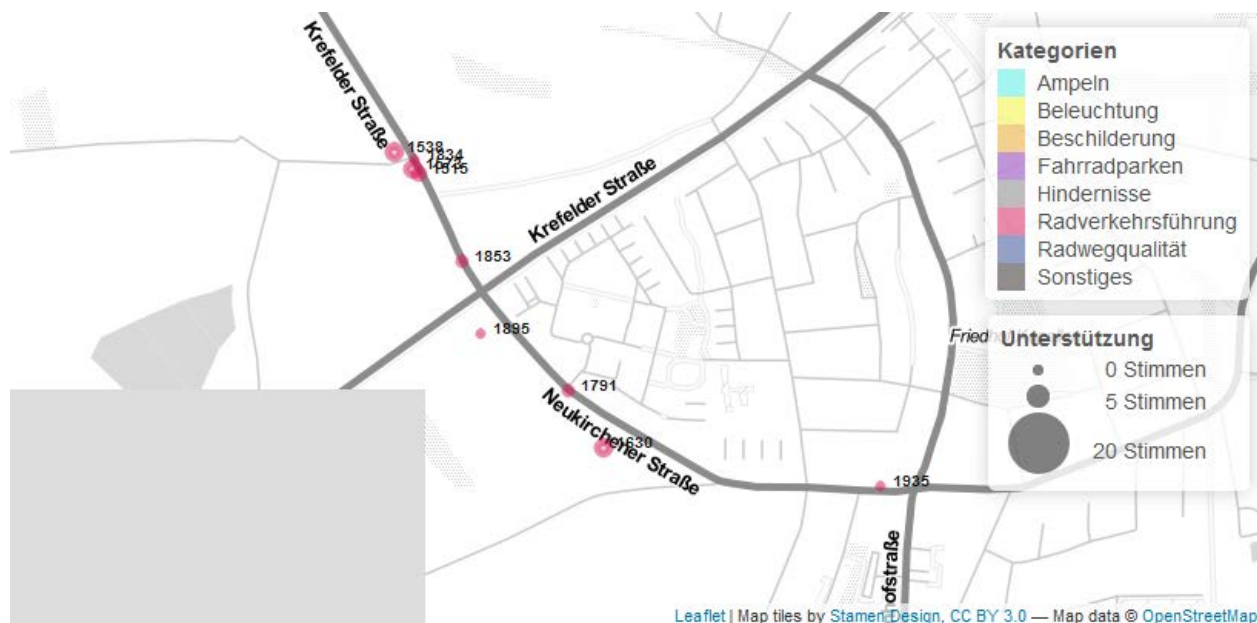 Krefelder Straße
1538
1834
1573
1515
Krefelder Straße
1853
1895
1791
Neukirchener Straße
1630
1935
Kategorien
Ampeln
Beleuchtung
Beschilderung
Fahrradparken
Hindernisse
Radverkehrsführung
Radwegqualität
Sonstiges
Unterstützung
0 Stimmen
5 Stimmen
20 Stimmen
Leaflet | Map tiles by Stamen Design, CC BY 3.0 — Map data © OpenStreetMap